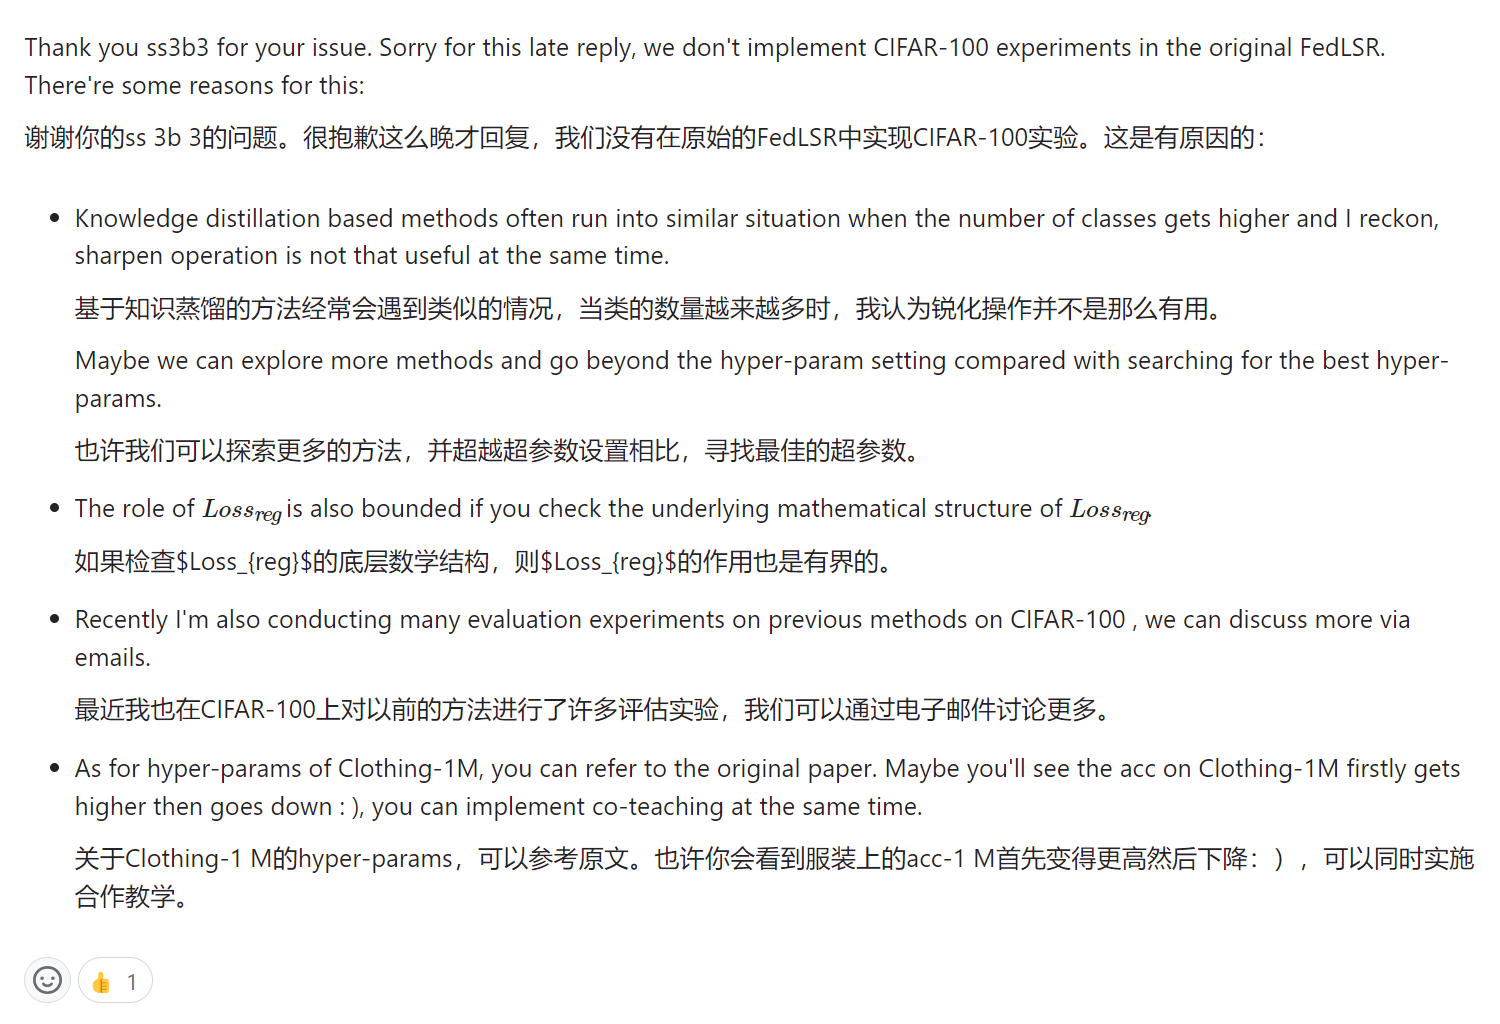 Thank you ss3b3 for your issue. Sorry for this late reply, we don't implement CIFAR-100 experiments in the original FedLSR.
There're some reasons for this:
谢谢你的ss 3b 3的问题。很抱歉这么晚才回复，我们没有在原始的FedLSR中实现CIFAR-100实验。这是有原因的：
• Knowledge distillation based methods often run into similar situation when the number of classes gets higher and I reckon,
sharpen operation is not that useful at the same time.
基于知识蒸馏的方法经常会遇到类似的情况，当类的数量越来越多时，我认为锐化操作并不是那么有用。
Maybe we can explore more methods and go beyond the hyper-param setting compared with searching for the best hyper-
params.
也许我们可以探索更多的方法，并超越超参数设置相比，寻找最佳的超参数。
• The role of $Loss_{reg}$ is also bounded if you check the underlying mathematical structure of $Loss_{reg}$.
如果检查$Loss_{reg}$的底层数学结构，则$Loss_{reg}$的作用也是有界的。
• Recently I'm also conducting many evaluation experiments on previous methods on CIFAR-100 , we can discuss more via
emails.
最近我也在CIFAR-100上对以前的方法进行了许多评估实验，我们可以通过电子邮件讨论更多。
• As for hyper-params of Clothing-1M, you can refer to the original paper. Maybe you'll see the acc on Clothing-1M firstly gets
higher then goes down : ), you can implement co-teaching at the same time.
关于Clothing-1 M的hyper-params，可以参考原文。也许你会看到服装上的acc-1 M首先变得更高然后下降：），可以同时实施
合作教学。
👍 1